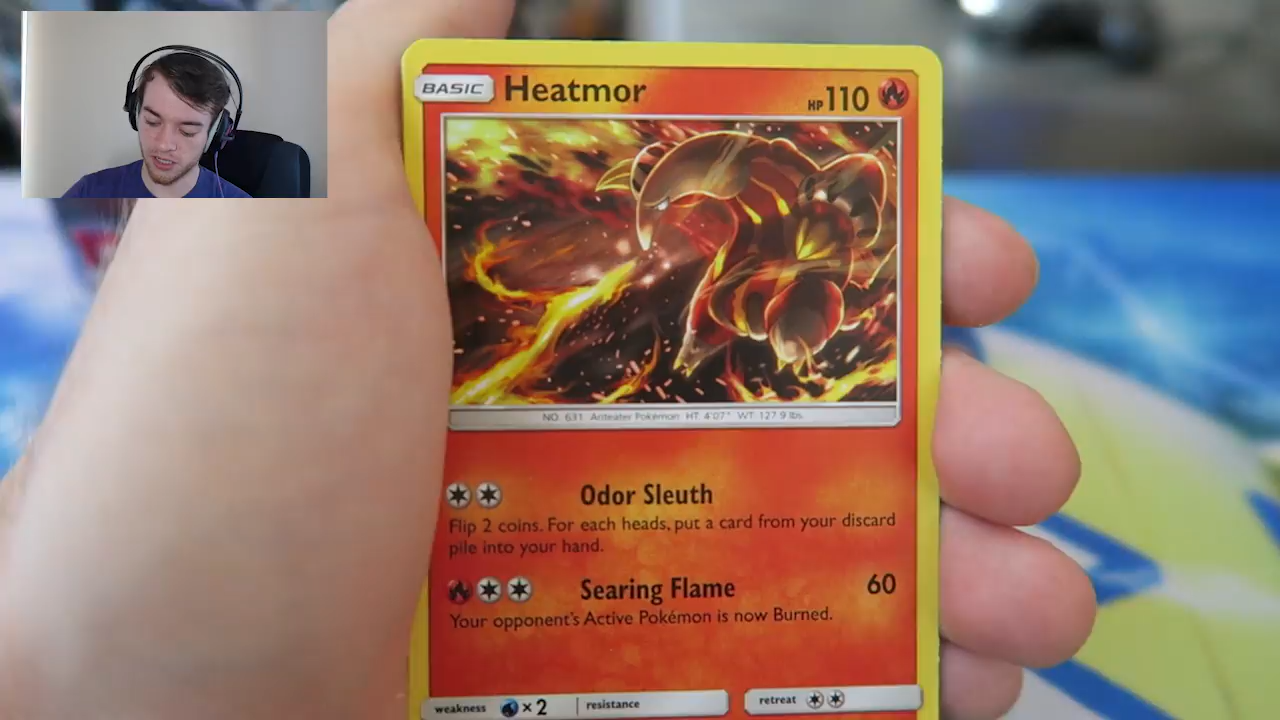 BASIC Heatmor HP 110
NO. 631 Anteater Pokémon HT 4'07" WT 127.9 lbs.
Odor Sleuth
Flip 2 coins. For each heads, put a card from your discard
pile into your hand.
Searing Flame 60
Your opponent's Active Pokémon is now Burned.
weakness ×2 resistance retreat